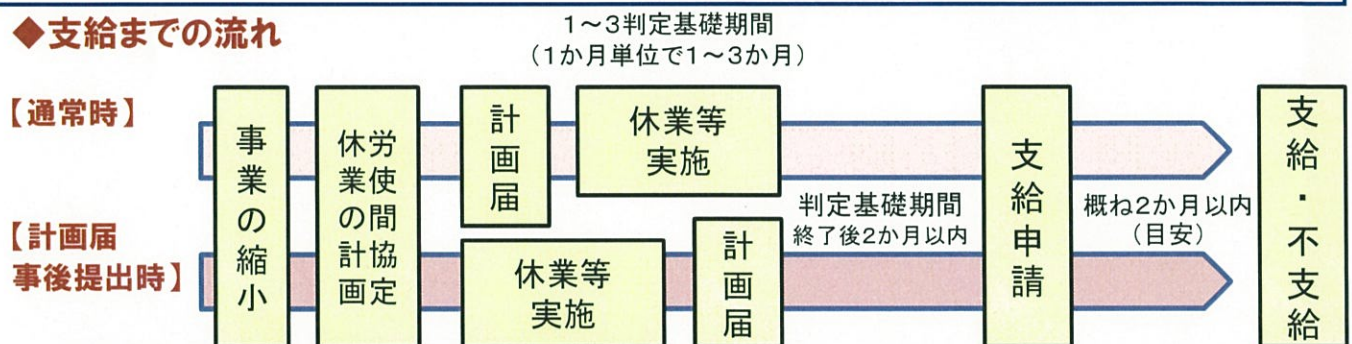 ◆支給までの流れ
1～3判定基礎期間
（1か月単位で1～3か月）
【通常時】
事業の縮小
労使間協定
休業の計画
計画届
休業等
実施
支給申請
支給・不支給
判定基礎期間
終了後2か月以内
概ね2か月以内
（目安）
【計画届
事後提出時】
休業等
実施
計画届